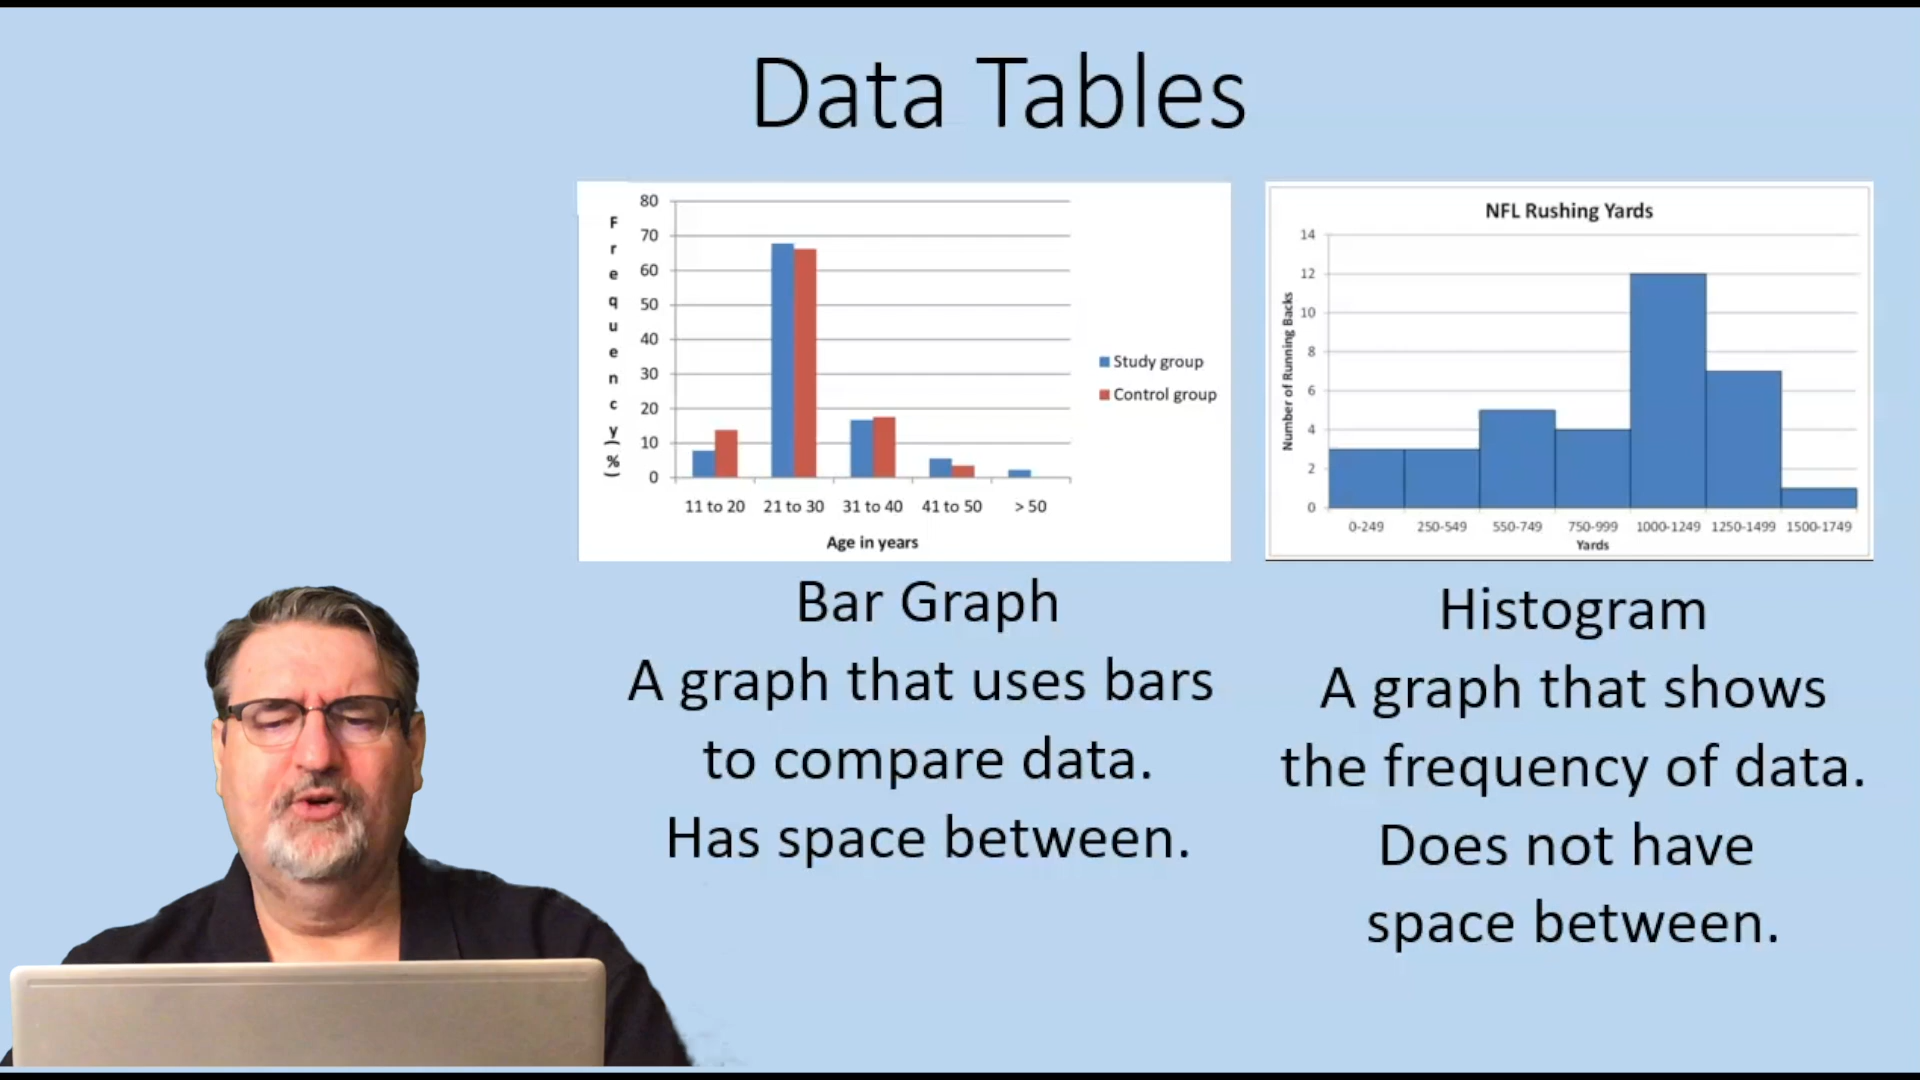 Data Tables
Frequency (%)
80
70
60
50
40
30
20
10
0
11 to 20 21 to 30 31 to 40 41 to 50 > 50
Age in years
Study group
Control group
NFL Rushing Yards
Number of Running Backs
14
12
10
8
6
4
2
0
0-249 250-549 550-749 750-999 1000-1249 1250-1499 1500-1749
Yards
Bar Graph
A graph that uses bars
to compare data.
Has space between.
Histogram
A graph that shows
the frequency of data.
Does not have
space between.